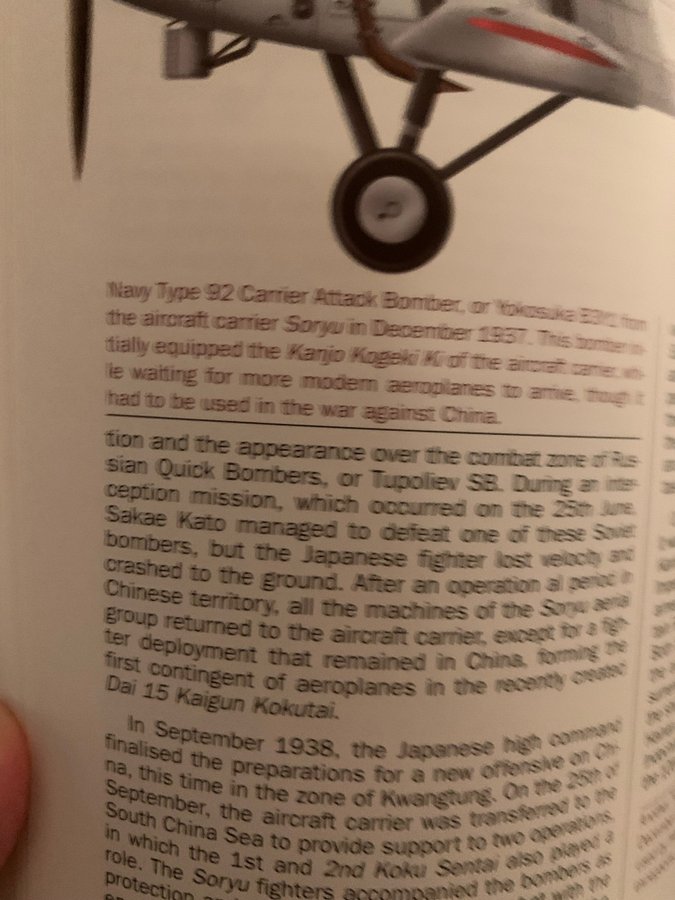 Navy Type 92 Carrier Attack Bomber, or Yokosuka B3Y1 from
the aircraft carrier Soryu in December 1937. This bomber ini-
tially equipped the Kanjo Kogeki Ki of the aircraft carrier, whi-
le waiting for more modern aeroplanes to arrive, though it
had to be used in the war against China.
tion and the appearance over the combat zone of Rus-
sian Quick Bombers, or Tupoliev SB. During an inter-
ception mission, which occurred on the 25th June,
Sakae Kato managed to defeat one of these Soviet
bombers, but the Japanese fighter lost velocity and
crashed to the ground. After an operation al period in
Chinese territory, all the machines of the Soryu aerial
group returned to the aircraft carrier, except for a figh-
ter deployment that remained in China, forming the
first contingent of aeroplanes in the recently created
Dai 15 Kaigun Kokutai.
In September 1938, the Japanese high command
finalised the preparations for a new offensive on Chi-
na, this time in the zone of Kwangtung. On the 25th of
September, the aircraft carrier was transferred to the
South China Sea to provide support to two operations,
in which the 1st and 2nd Koku Sentai also played a
role. The Soryu fighters accompanied the bombers as
protection with the